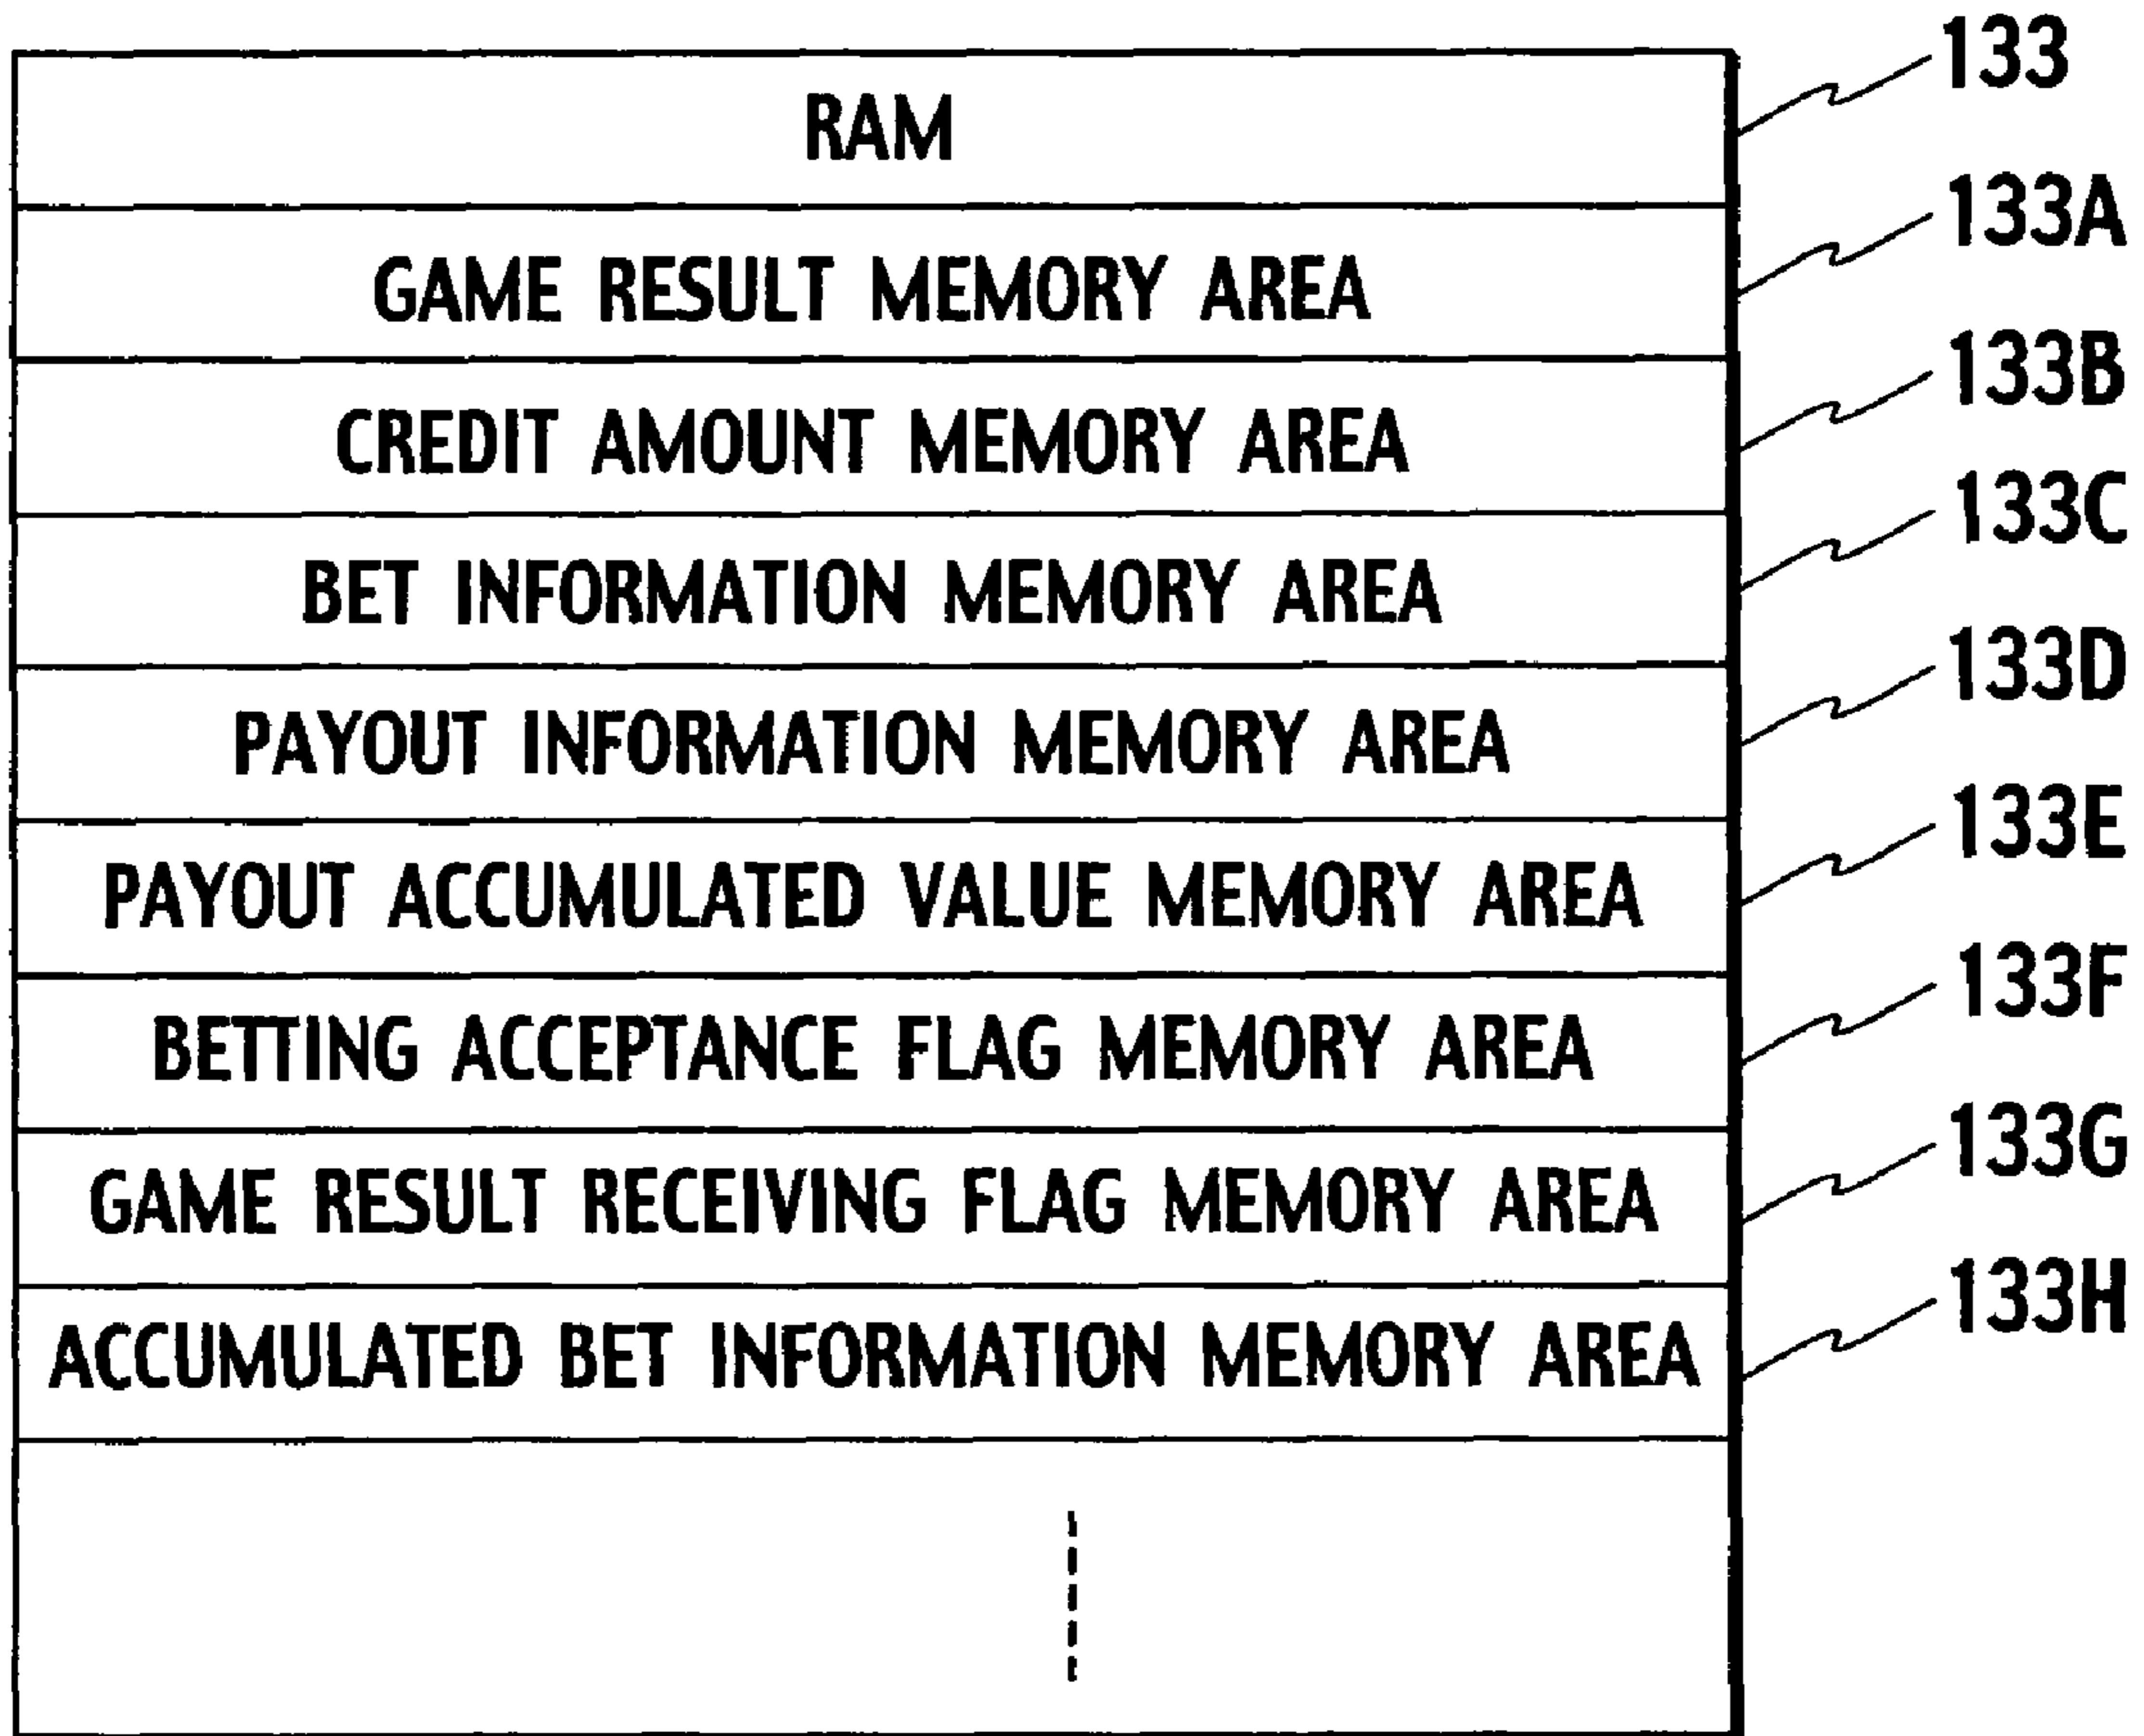 RAM 133
GAME RESULT MEMORY AREA 133A
CREDIT AMOUNT MEMORY AREA 133B
BET INFORMATION MEMORY AREA 133C
PAYOUT INFORMATION MEMORY AREA 133D
PAYOUT ACCUMULATED VALUE MEMORY AREA 133E
BETTING ACCEPTANCE FLAG MEMORY AREA 133F
GAME RESULT RECEIVING FLAG MEMORY AREA 133G
ACCUMULATED BET INFORMATION MEMORY AREA 133H